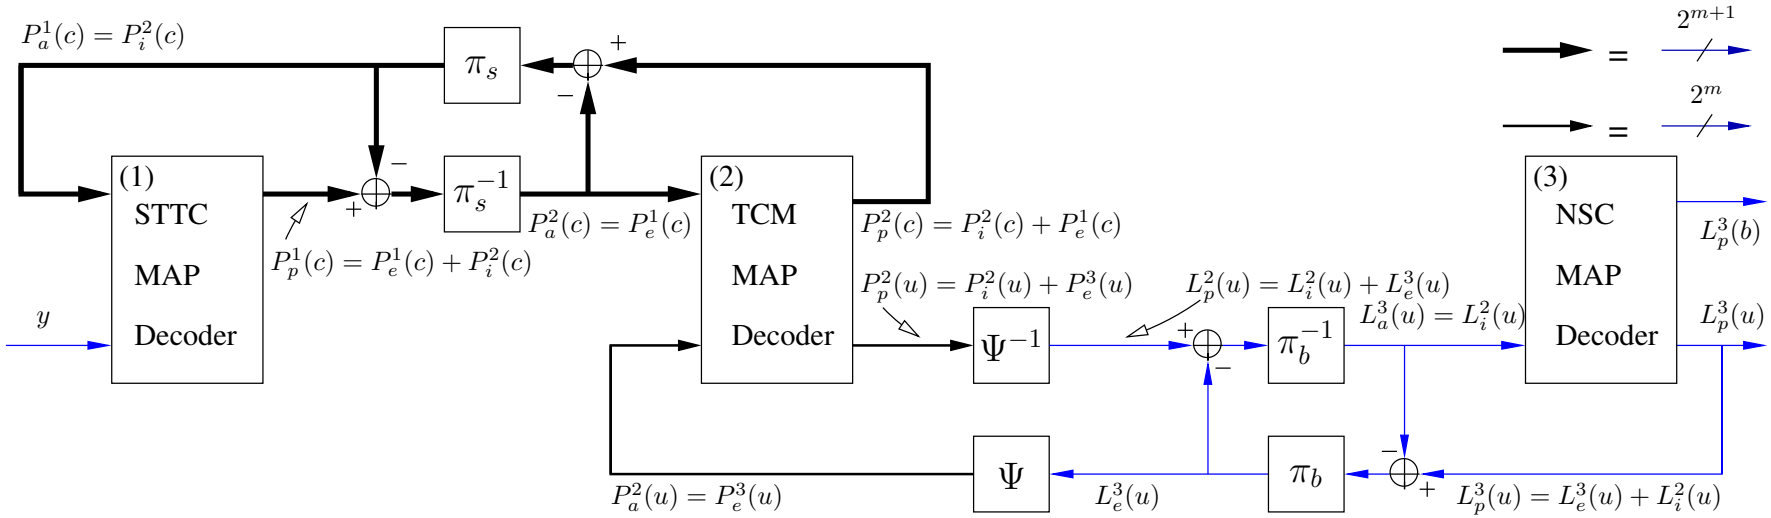 P_a^1(c) = P_i^2(c)
π_s
+
−
2^{m+1}
=
2^m
=
(1)
STTC
MAP
Decoder
y
−
+
π_s^{-1}
P_p^1(c) = P_e^1(c) + P_i^2(c)
P_a^2(c) = P_e^1(c)
(2)
TCM
MAP
Decoder
P_p^2(c) = P_i^2(c) + P_e^1(c)
P_p^2(u) = P_i^2(u) + P_e^3(u)
Ψ^{-1}
L_p^2(u) = L_i^2(u) + L_e^3(u)
+
−
π_b^{-1}
L_a^3(u) = L_i^2(u)
(3)
NSC
MAP
Decoder
L_p^3(b)
L_p^3(u)
P_a^2(u) = P_e^3(u)
Ψ
L_e^3(u)
π_b
−
+
L_p^3(u) = L_e^3(u) + L_i^2(u)